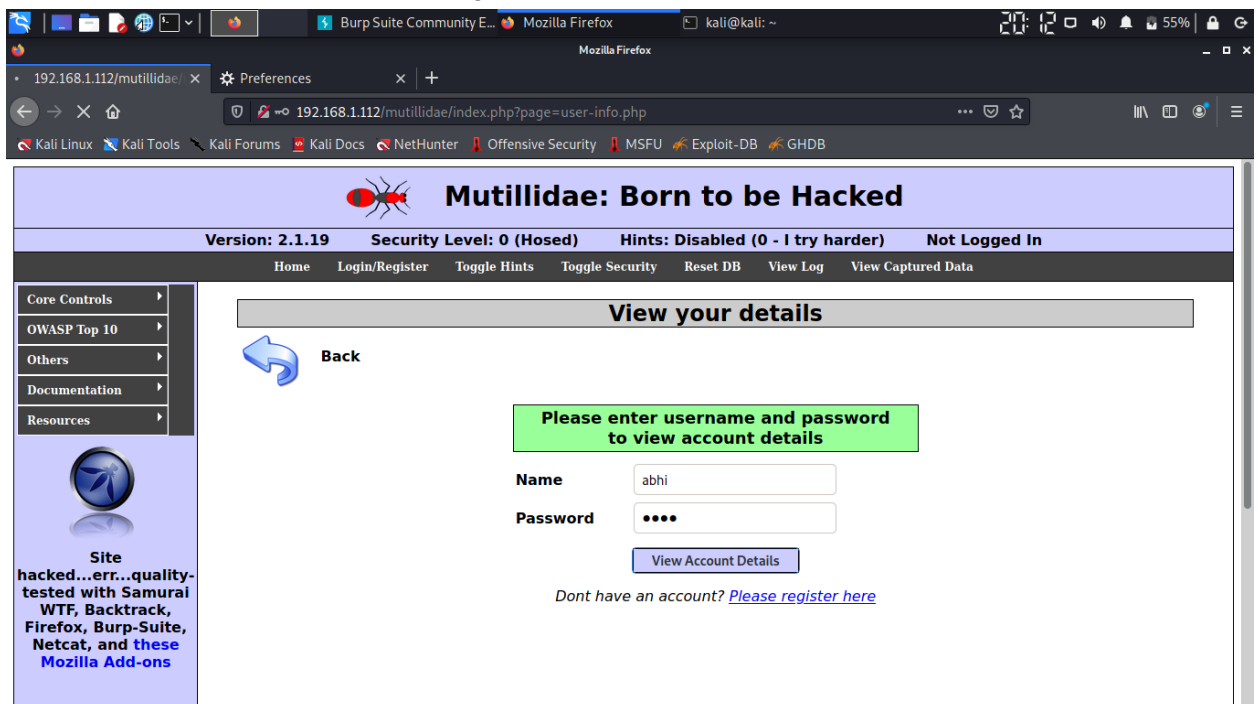 Burp Suite Community E... Mozilla Firefox kali@kali: ~ 20:12 55%
Mozilla Firefox
192.168.1.112/mutillidae/ Preferences
192.168.1.112/mutillidae/index.php?page=user-info.php
Kali Linux Kali Tools Kali Forums Kali Docs NetHunter Offensive Security MSFU Exploit-DB GHDB
Mutillidae: Born to be Hacked
Version: 2.1.19 Security Level: 0 (Hosed) Hints: Disabled (0 - I try harder) Not Logged In
Home Login/Register Toggle Hints Toggle Security Reset DB View Log View Captured Data
Core Controls
OWASP Top 10
Others
Documentation
Resources
Site
hacked...err...quality-
tested with Samurai
WTF, Backtrack,
Firefox, Burp-Suite,
Netcat, and these
Mozilla Add-ons
View your details
Back
Please enter username and password
to view account details
Name abhi
Password ••••
View Account Details
Dont have an account? Please register here